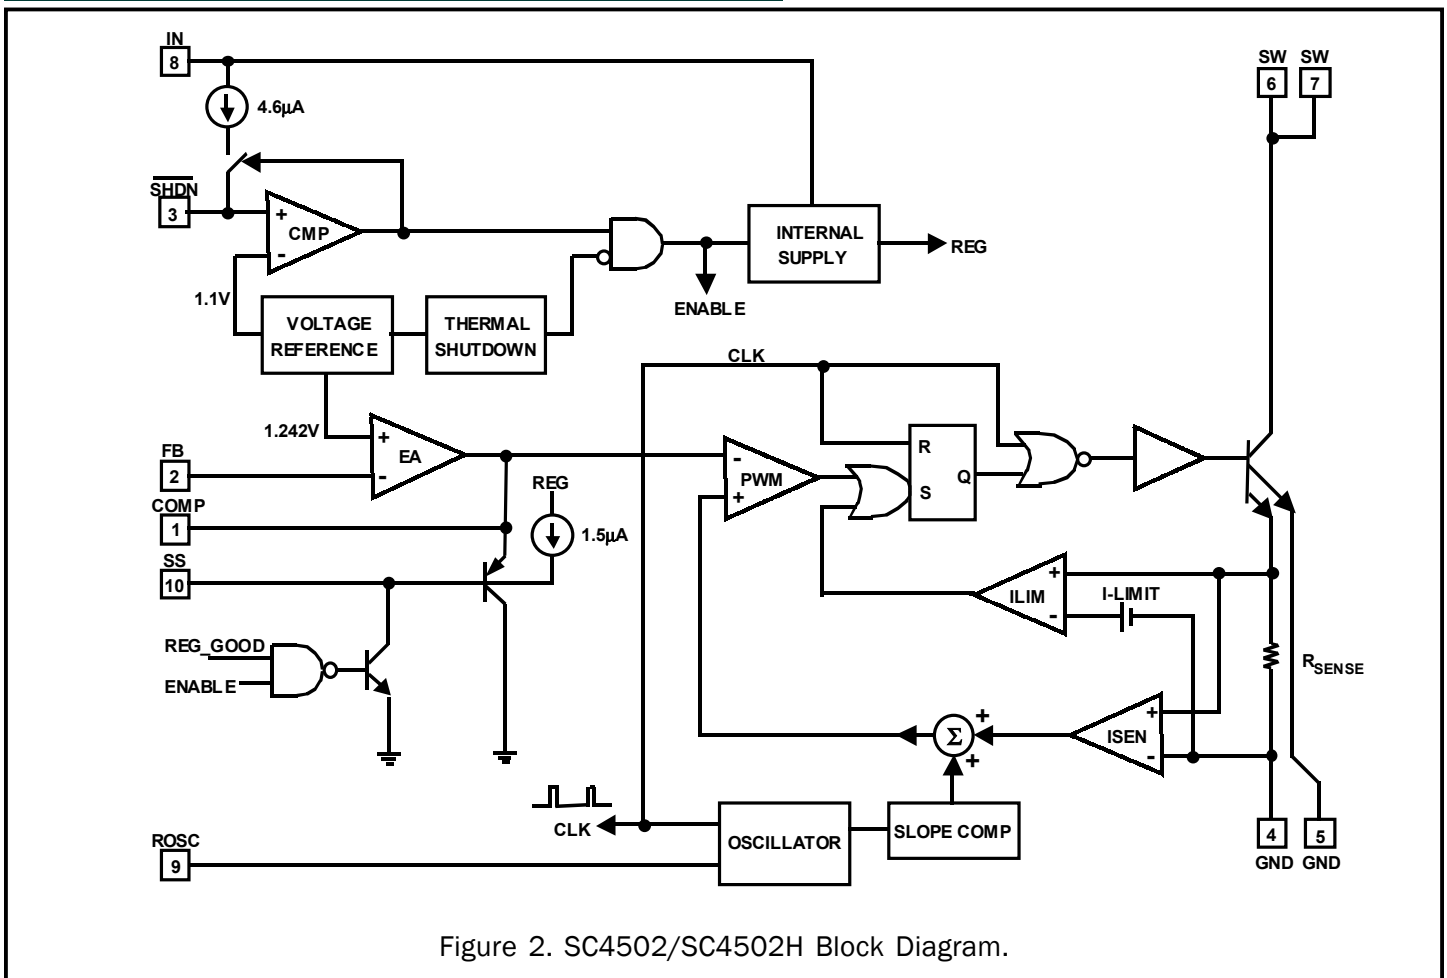 IN
8
4.6μA
SHDN
3
+
CMP
-
1.1V
VOLTAGE
REFERENCE
THERMAL
SHUTDOWN
ENABLE
INTERNAL
SUPPLY
REG
SW
6
SW
7
CLK
1.242V
+
EA
-
FB
2
COMP
1
SS
10
REG
1.5μA
-
PWM
+
R
S
Q
+
ILIM
-
I-LIMIT
RSENSE
REG_GOOD
ENABLE
+
ISEN
-
Σ
+
+
CLK
ROSC
9
OSCILLATOR
SLOPE COMP
4
GND
5
GND
Figure 2. SC4502/SC4502H Block Diagram.